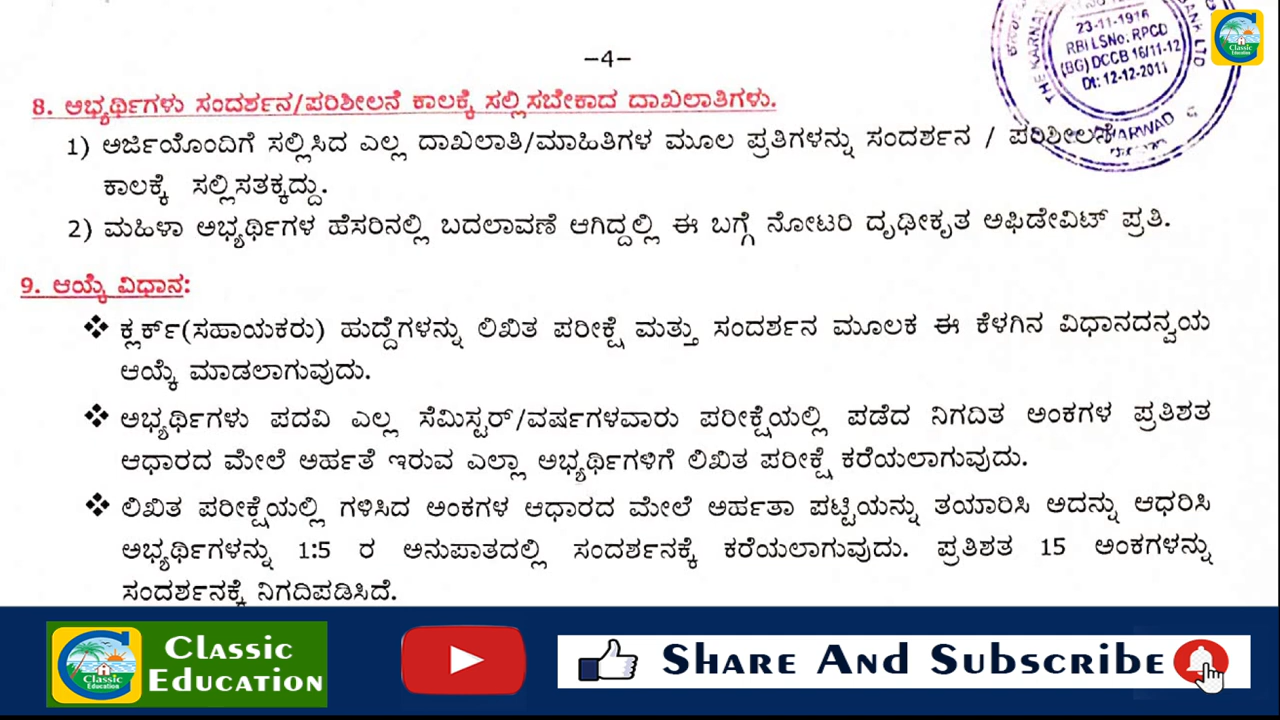 23-11-1916
RBI LSNo. RPCD
(BG) DCCB 16/11-12
Dt: 12-12-2011
BANK LTD
DHARWAD
Classic
Education
–4–
8. ಅಭ್ಯರ್ಥಿಗಳು ಸಂದರ್ಶನ/ಪರಿಶೀಲನೆ ಕಾಲಕ್ಕೆ ಸಲ್ಲಿಸಬೇಕಾದ ದಾಖಲಾತಿಗಳು.
1) ಅರ್ಜಿಯೊಂದಿಗೆ ಸಲ್ಲಿಸಿದ ಎಲ್ಲ ದಾಖಲಾತಿ/ಮಾಹಿತಿಗಳ ಮೂಲ ಪ್ರತಿಗಳನ್ನು ಸಂದರ್ಶನ / ಪರಿಶೀಲನೆ
ಕಾಲಕ್ಕೆ ಸಲ್ಲಿಸತಕ್ಕದ್ದು.
2) ಮಹಿಳಾ ಅಭ್ಯರ್ಥಿಗಳ ಹೆಸರಿನಲ್ಲಿ ಬದಲಾವಣೆ ಆಗಿದ್ದಲ್ಲಿ ಈ ಬಗ್ಗೆ ನೋಟರಿ ದೃಢೀಕೃತ ಅಫಿಡೇವಿಟ್ ಪ್ರತಿ.
9. ಆಯ್ಕೆ ವಿಧಾನ:
❖ ಕ್ಲರ್ಕ್(ಸಹಾಯಕರು) ಹುದ್ದೆಗಳನ್ನು ಲಿಖಿತ ಪರೀಕ್ಷೆ ಮತ್ತು ಸಂದರ್ಶನ ಮೂಲಕ ಈ ಕೆಳಗಿನ ವಿಧಾನದನ್ವಯ
ಆಯ್ಕೆ ಮಾಡಲಾಗುವುದು.
❖ ಅಭ್ಯರ್ಥಿಗಳು ಪದವಿ ಎಲ್ಲ ಸೆಮಿಸ್ಟರ್/ವರ್ಷಗಳವಾರು ಪರೀಕ್ಷೆಯಲ್ಲಿ ಪಡೆದ ನಿಗದಿತ ಅಂಕಗಳ ಪ್ರತಿಶತ
ಆಧಾರದ ಮೇಲೆ ಅರ್ಹತೆ ಇರುವ ಎಲ್ಲಾ ಅಭ್ಯರ್ಥಿಗಳಿಗೆ ಲಿಖಿತ ಪರೀಕ್ಷೆ ಕರೆಯಲಾಗುವುದು.
❖ ಲಿಖಿತ ಪರೀಕ್ಷೆಯಲ್ಲಿ ಗಳಿಸಿದ ಅಂಕಗಳ ಆಧಾರದ ಮೇಲೆ ಅರ್ಹತಾ ಪಟ್ಟಿಯನ್ನು ತಯಾರಿಸಿ ಅದನ್ನು ಆಧರಿಸಿ
ಅಭ್ಯರ್ಥಿಗಳನ್ನು 1:5 ರ ಅನುಪಾತದಲ್ಲಿ ಸಂದರ್ಶನಕ್ಕೆ ಕರೆಯಲಾಗುವುದು. ಪ್ರತಿಶತ 15 ಅಂಕಗಳನ್ನು
ಸಂದರ್ಶನಕ್ಕೆ ನಿಗದಿಪಡಿಸಿದೆ.
Classic
Education
Classic
Education
Share And Subscribe